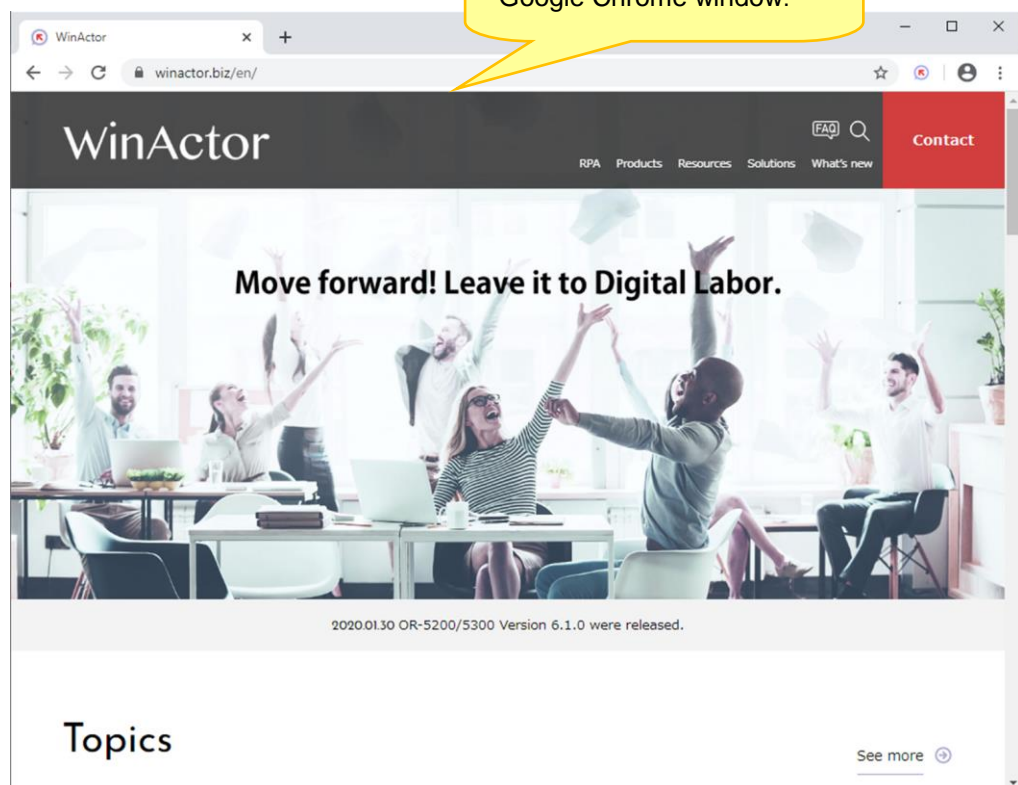 Google Chrome window.
WinActor
winactor.biz/en/
WinActor
FAQ
Contact
RPA Products Resources Solutions What's new
Move forward! Leave it to Digital Labor.
2020.01.30 OR-5200/5300 Version 6.1.0 were released.
Topics
See more